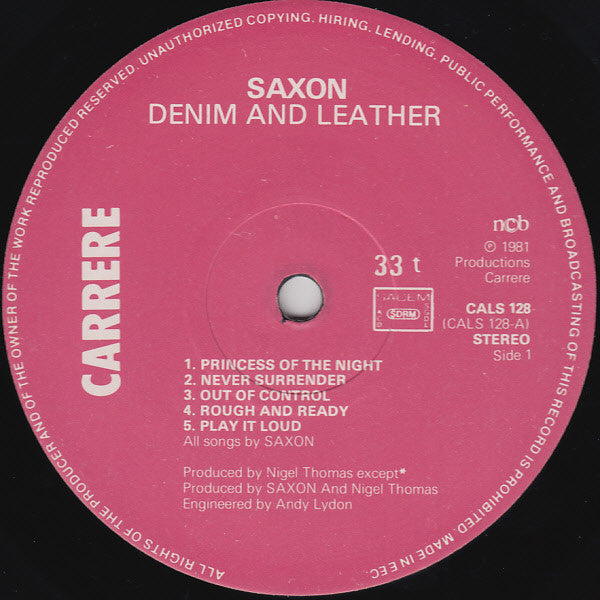 ALL RIGHTS OF THE PRODUCER AND OF THE OWNER OF THE WORK REPRODUCED RESERVED. UNAUTHORIZED COPYING. HIRING. LENDING. PUBLIC PERFORMANCE AND BROADCASTING OF THIS RECORD IS PROHIBITED. MADE IN EEC.
SAXON
DENIM AND LEATHER
CARRERE
ncb
℗ 1981
Productions
Carrere
33 t
SACEM
SDRM
CALS 128
(CALS 128-A)
STEREO
Side 1
1. PRINCESS OF THE NIGHT
2. NEVER SURRENDER
3. OUT OF CONTROL
4. ROUGH AND READY
5. PLAY IT LOUD
All songs by SAXON
Produced by Nigel Thomas except*
Produced by SAXON And Nigel Thomas
Engineered by Andy Lydon